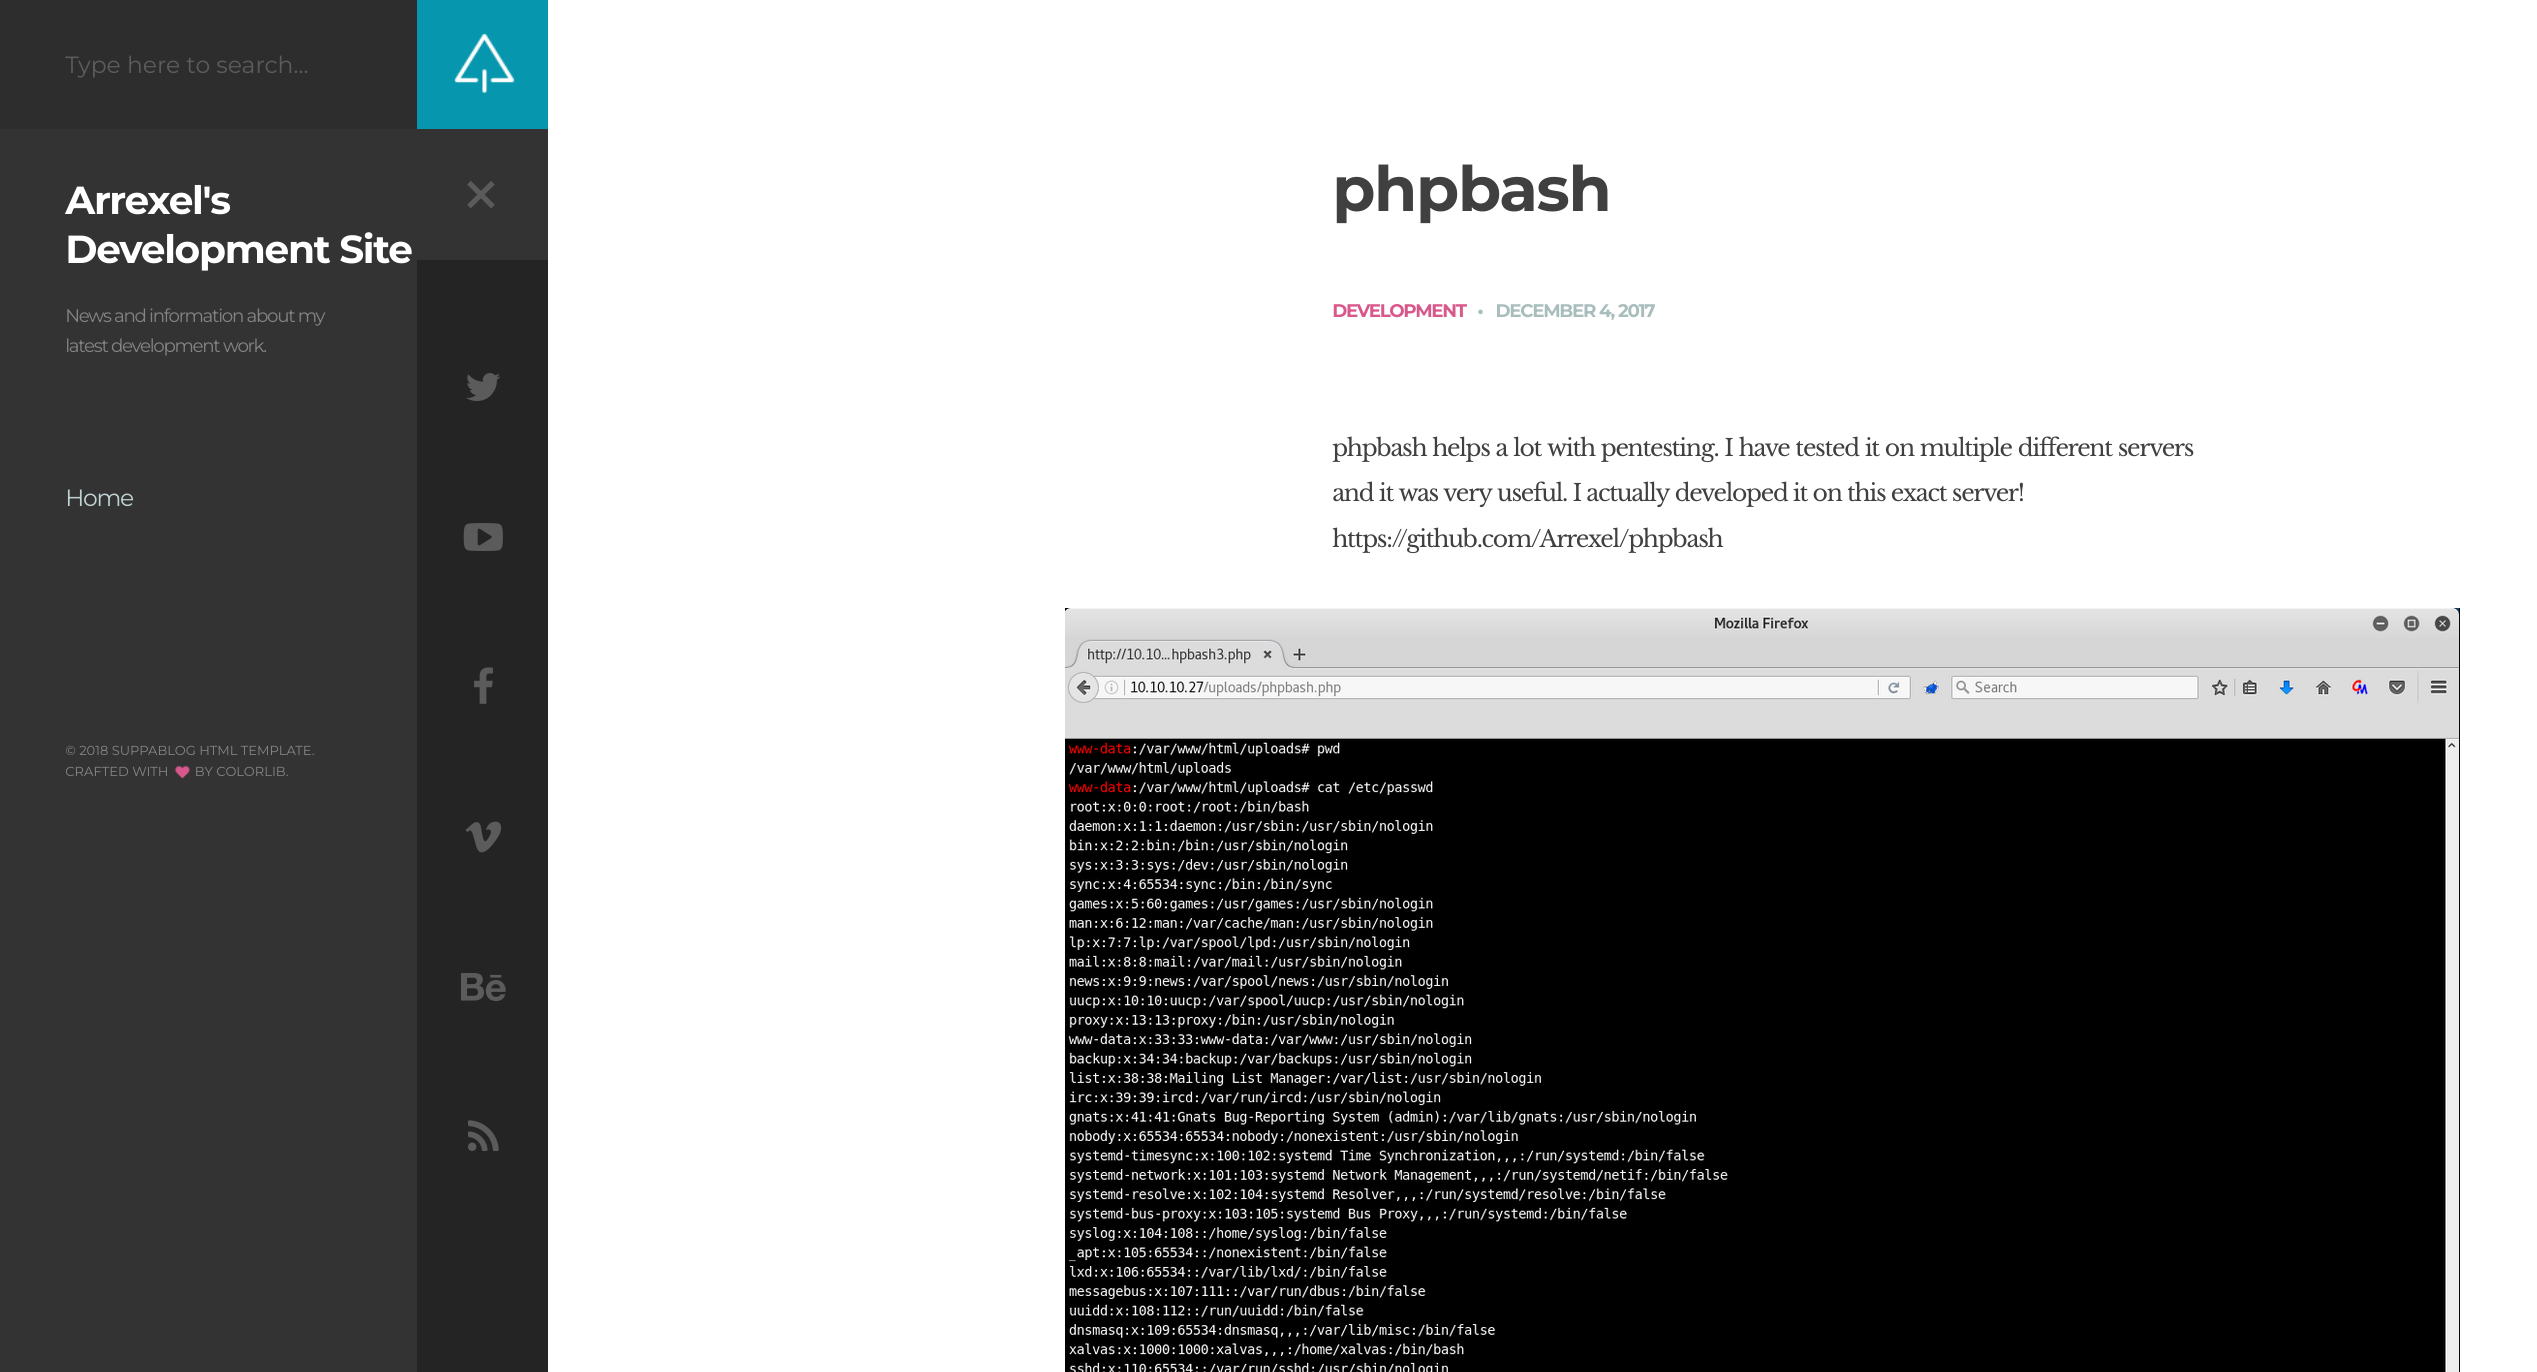 Type here to search...
Arrexel's
Development Site
News and information about my
latest development work.
Home
© 2018 SUPPABLOG HTML TEMPLATE.
CRAFTED WITH ♥ BY COLORLIB.
Bē
phpbash
DEVELOPMENT • DECEMBER 4, 2017
phpbash helps a lot with pentesting. I have tested it on multiple different servers
and it was very useful. I actually developed it on this exact server!
https://github.com/Arrexel/phpbash
Mozilla Firefox
http://10.10...hpbash3.php
10.10.10.27/uploads/phpbash.php
Search
www-data:/var/www/html/uploads# pwd
/var/www/html/uploads
www-data:/var/www/html/uploads# cat /etc/passwd
root:x:0:0:root:/root:/bin/bash
daemon:x:1:1:daemon:/usr/sbin:/usr/sbin/nologin
bin:x:2:2:bin:/bin:/usr/sbin/nologin
sys:x:3:3:sys:/dev:/usr/sbin/nologin
sync:x:4:65534:sync:/bin:/bin/sync
games:x:5:60:games:/usr/games:/usr/sbin/nologin
man:x:6:12:man:/var/cache/man:/usr/sbin/nologin
lp:x:7:7:lp:/var/spool/lpd:/usr/sbin/nologin
mail:x:8:8:mail:/var/mail:/usr/sbin/nologin
news:x:9:9:news:/var/spool/news:/usr/sbin/nologin
uucp:x:10:10:uucp:/var/spool/uucp:/usr/sbin/nologin
proxy:x:13:13:proxy:/bin:/usr/sbin/nologin
www-data:x:33:33:www-data:/var/www:/usr/sbin/nologin
backup:x:34:34:backup:/var/backups:/usr/sbin/nologin
list:x:38:38:Mailing List Manager:/var/list:/usr/sbin/nologin
irc:x:39:39:ircd:/var/run/ircd:/usr/sbin/nologin
gnats:x:41:41:Gnats Bug-Reporting System (admin):/var/lib/gnats:/usr/sbin/nologin
nobody:x:65534:65534:nobody:/nonexistent:/usr/sbin/nologin
systemd-timesync:x:100:102:systemd Time Synchronization,,,:/run/systemd:/bin/false
systemd-network:x:101:103:systemd Network Management,,,:/run/systemd/netif:/bin/false
systemd-resolve:x:102:104:systemd Resolver,,,:/run/systemd/resolve:/bin/false
systemd-bus-proxy:x:103:105:systemd Bus Proxy,,,:/run/systemd:/bin/false
syslog:x:104:108::/home/syslog:/bin/false
_apt:x:105:65534::/nonexistent:/bin/false
lxd:x:106:65534::/var/lib/lxd/:/bin/false
messagebus:x:107:111::/var/run/dbus:/bin/false
uuidd:x:108:112::/run/uuidd:/bin/false
dnsmasq:x:109:65534:dnsmasq,,,:/var/lib/misc:/bin/false
xalvas:x:1000:1000:xalvas,,,:/home/xalvas:/bin/bash
sshd:x:110:65534::/var/run/sshd:/usr/sbin/nologin